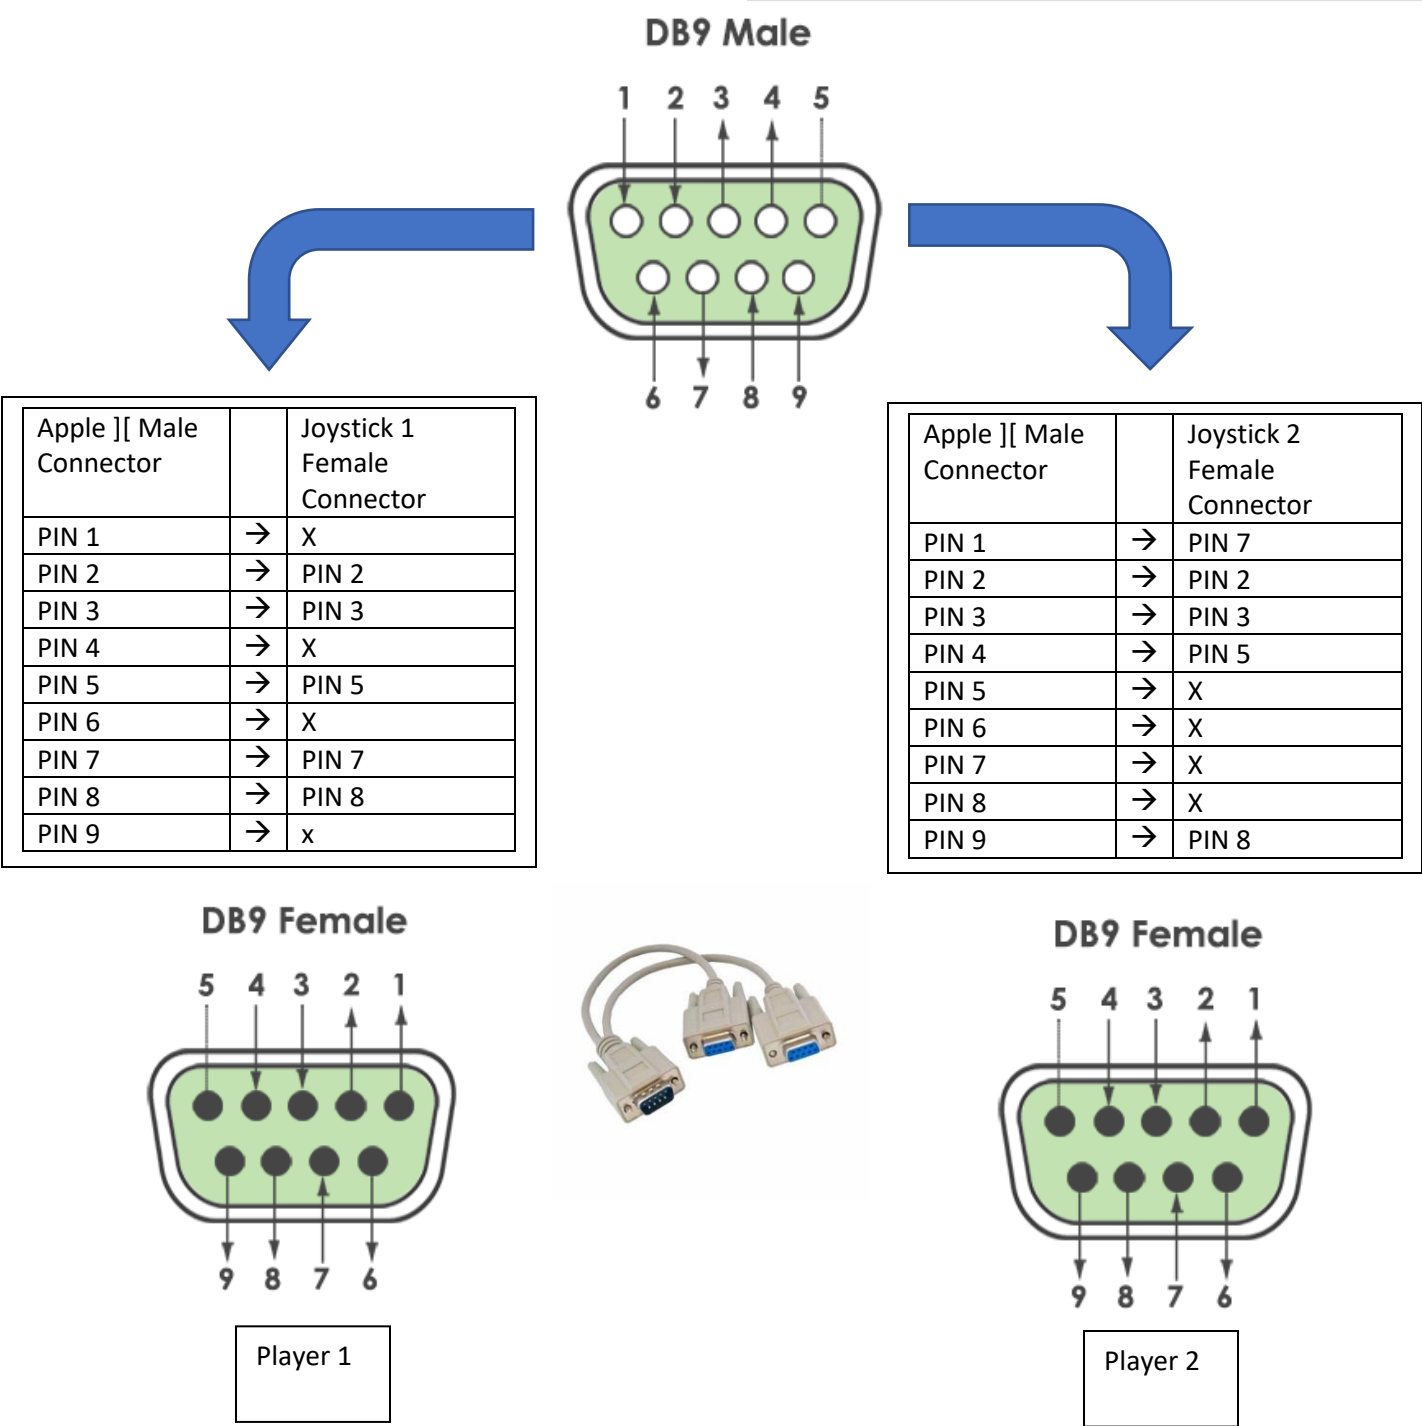 DB9 Male
1 2 3 4 5
6 7 8 9
Apple ][ Male
Connector
Joystick 1
Female
Connector
PIN 1 → X
PIN 2 → PIN 2
PIN 3 → PIN 3
PIN 4 → X
PIN 5 → PIN 5
PIN 6 → X
PIN 7 → PIN 7
PIN 8 → PIN 8
PIN 9 → x
Apple ][ Male
Connector
Joystick 2
Female
Connector
PIN 1 → PIN 7
PIN 2 → PIN 2
PIN 3 → PIN 3
PIN 4 → PIN 5
PIN 5 → X
PIN 6 → X
PIN 7 → X
PIN 8 → X
PIN 9 → PIN 8
DB9 Female
5 4 3 2 1
9 8 7 6
Player 1
DB9 Female
5 4 3 2 1
9 8 7 6
Player 2